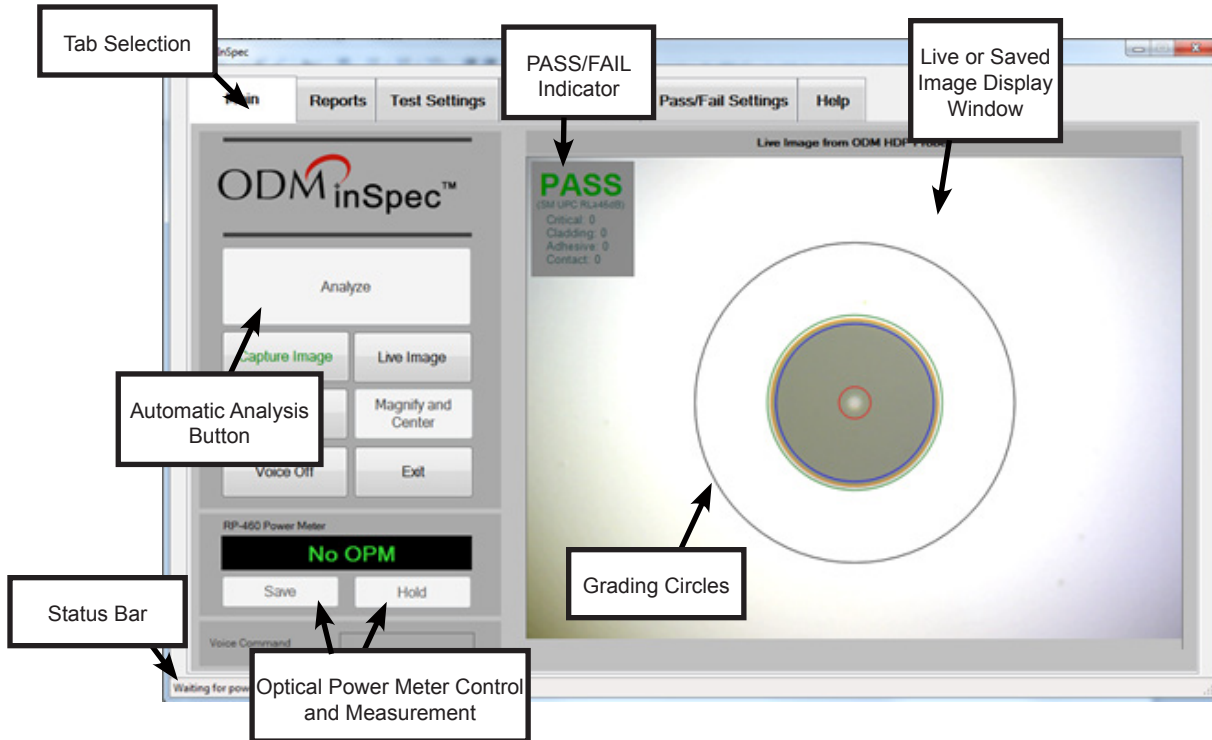 Tab Selection
PASS/FAIL
Indicator
Live or Saved
Image Display
Window
inSpec
Main
Reports
Test Settings
Pass/Fail Settings
Help
Live Image from ODM HDP Probe
ODM inSpec™
PASS
(SM UPC RL≥45dB)
Critical: 0
Cladding: 0
Adhesive: 0
Contact: 0
Analyze
Capture Image
Live Image
Automatic Analysis
Button
Magnify and
Center
Voice Off
Exit
RP-460 Power Meter
No OPM
Save
Hold
Grading Circles
Status Bar
Voice Command
Waiting for pow
Optical Power Meter Control
and Measurement